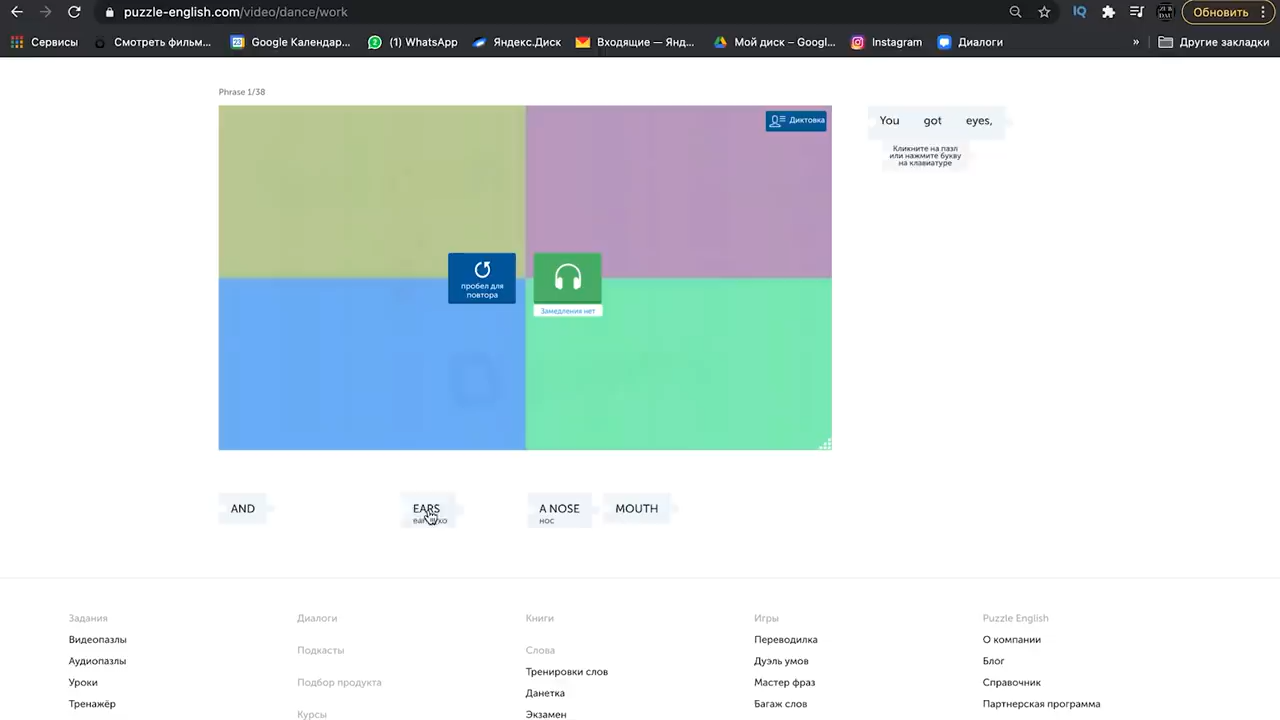 puzzle-english.com/video/dance/work
Обновить
Сервисы
Смотреть фильм...
Google Календар...
(1) WhatsApp
Яндекс.Диск
Входящие — Янд...
Мой диск – Googl...
Instagram
Диалоги
»
Другие закладки
Phrase 1/38
Диктовка
You got eyes,
Кликните на пазл
или нажмите букву
на клавиатуре
пробел для
повтора
Замедления нет
AND
EARS
A NOSE
нос
MOUTH
Задания
Видеопазлы
Аудиопазлы
Уроки
Тренажёр
Диалоги
Подкасты
Подбор продукта
Курсы
Книги
Слова
Тренировки слов
Данетка
Экзамен
Игры
Переводилка
Дуэль умов
Мастер фраз
Багаж слов
Puzzle English
О компании
Блог
Справочник
Партнерская программа